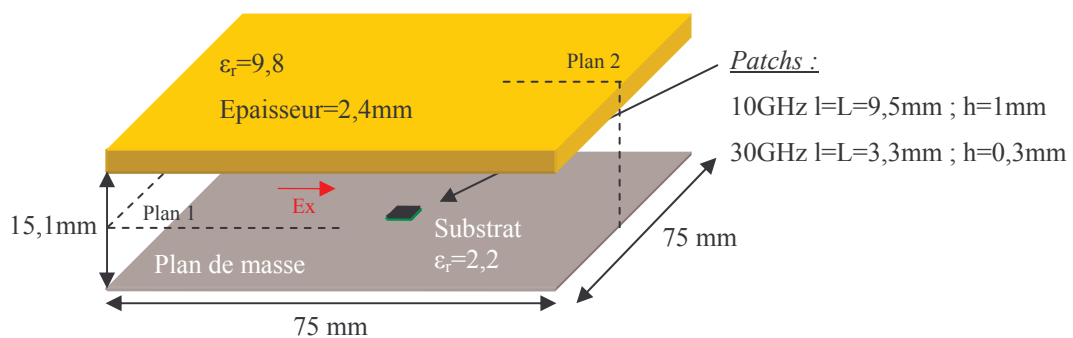 εr=9,8
Epaisseur=2,4mm
Plan 2
Patchs :
10GHz l=L=9,5mm ; h=1mm
30GHz l=L=3,3mm ; h=0,3mm
15,1mm
Plan 1
Ex
Substrat
εr=2,2
Plan de masse
75 mm
75 mm